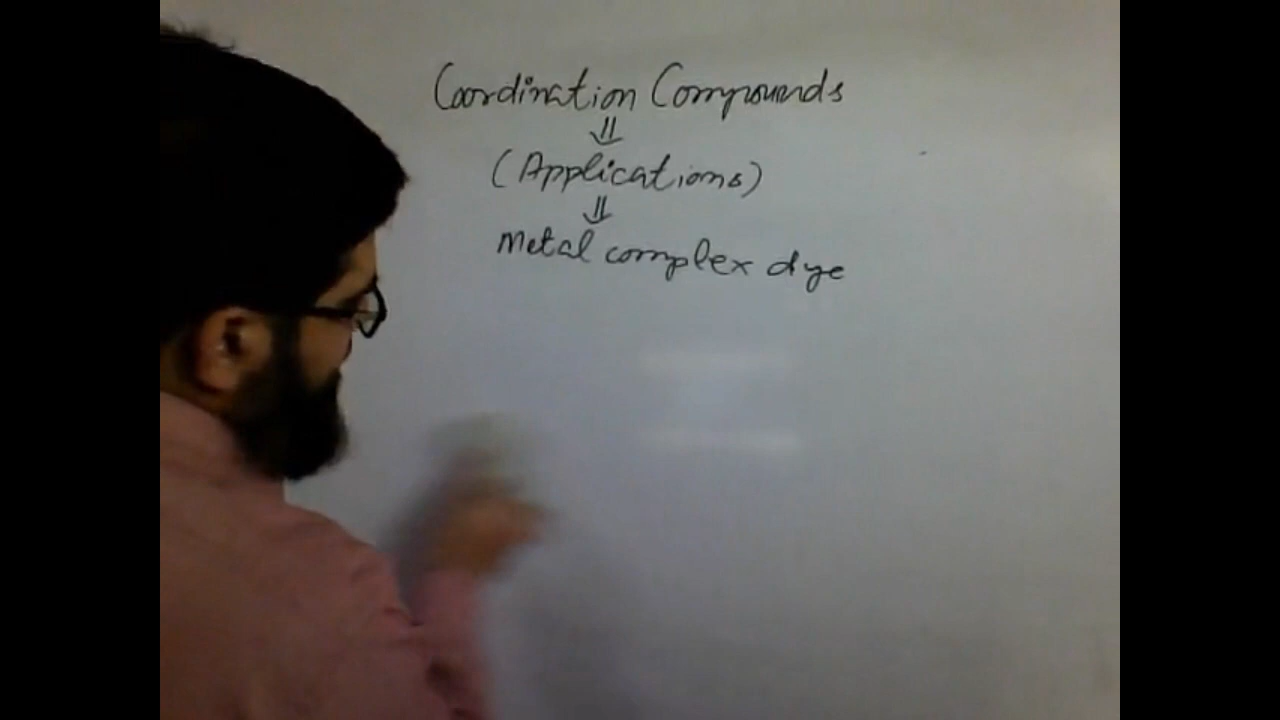 Coordination Compounds
⇓
(Applications)
⇓
Metal complex dye